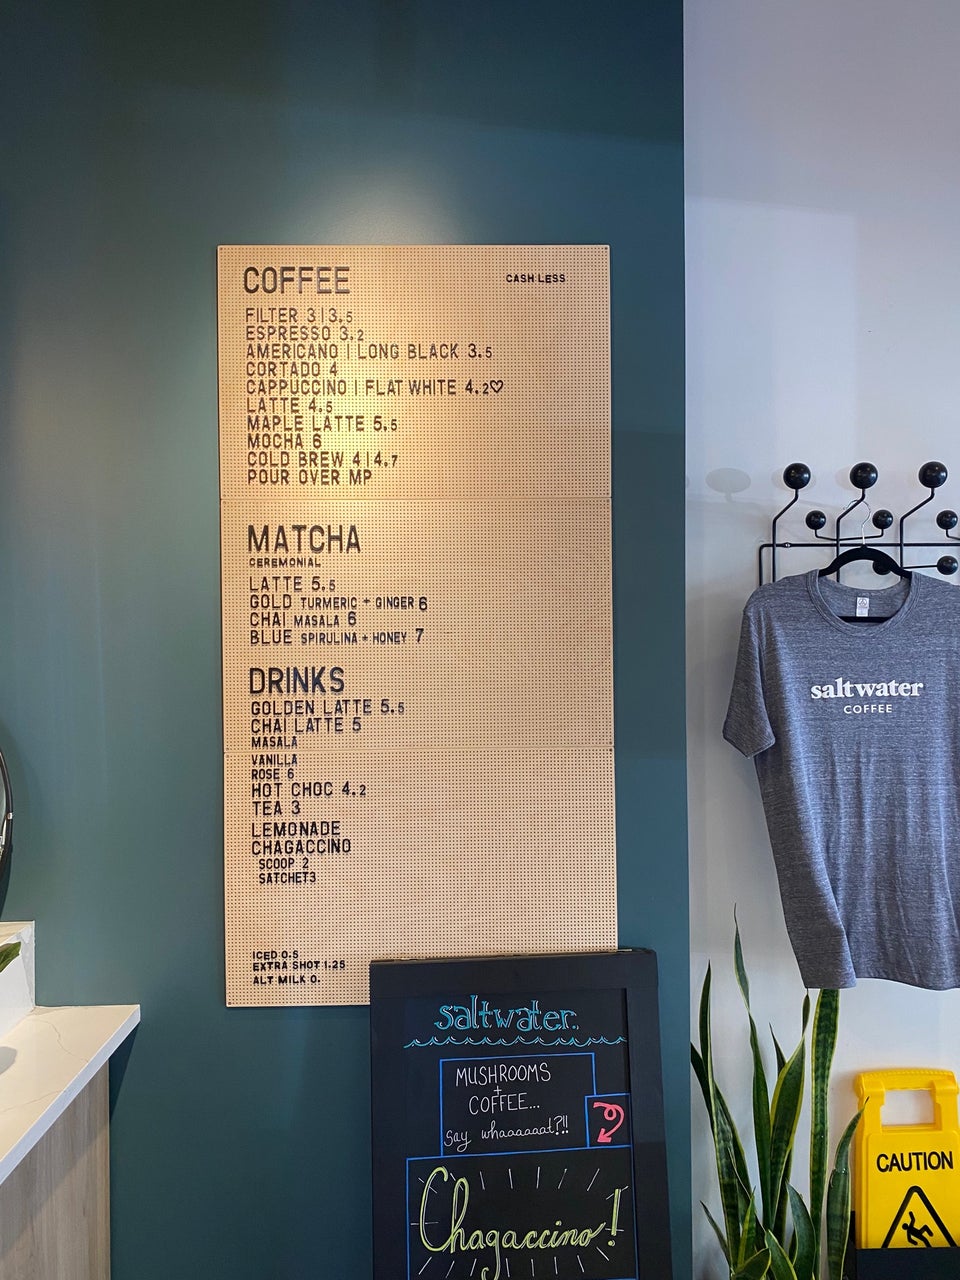 COFFEE
CASH LESS
FILTER 3|3.5
ESPRESSO 3.2
AMERICANO | LONG BLACK 3.5
CORTADO 4
CAPPUCCINO | FLAT WHITE 4.2♡
LATTE 4.5
MAPLE LATTE 5.5
MOCHA 6
COLD BREW 4|4.7
POUR OVER MP
MATCHA
CEREMONIAL
LATTE 5.5
GOLD TURMERIC + GINGER 6
CHAI MASALA 6
BLUE SPIRULINA + HONEY 7
DRINKS
GOLDEN LATTE 5.5
CHAI LATTE 5
MASALA
VANILLA
ROSE 6
HOT CHOC 4.2
TEA 3
LEMONADE
CHAGACCINO
SCOOP 2
SATCHET3
ICED 0.5
EXTRA SHOT 1.25
ALT MILK 0.
saltwater
COFFEE
saltwater.
MUSHROOMS
+
COFFEE...
Say whaaaaaat?!!
Chagaccino!
CAUTION